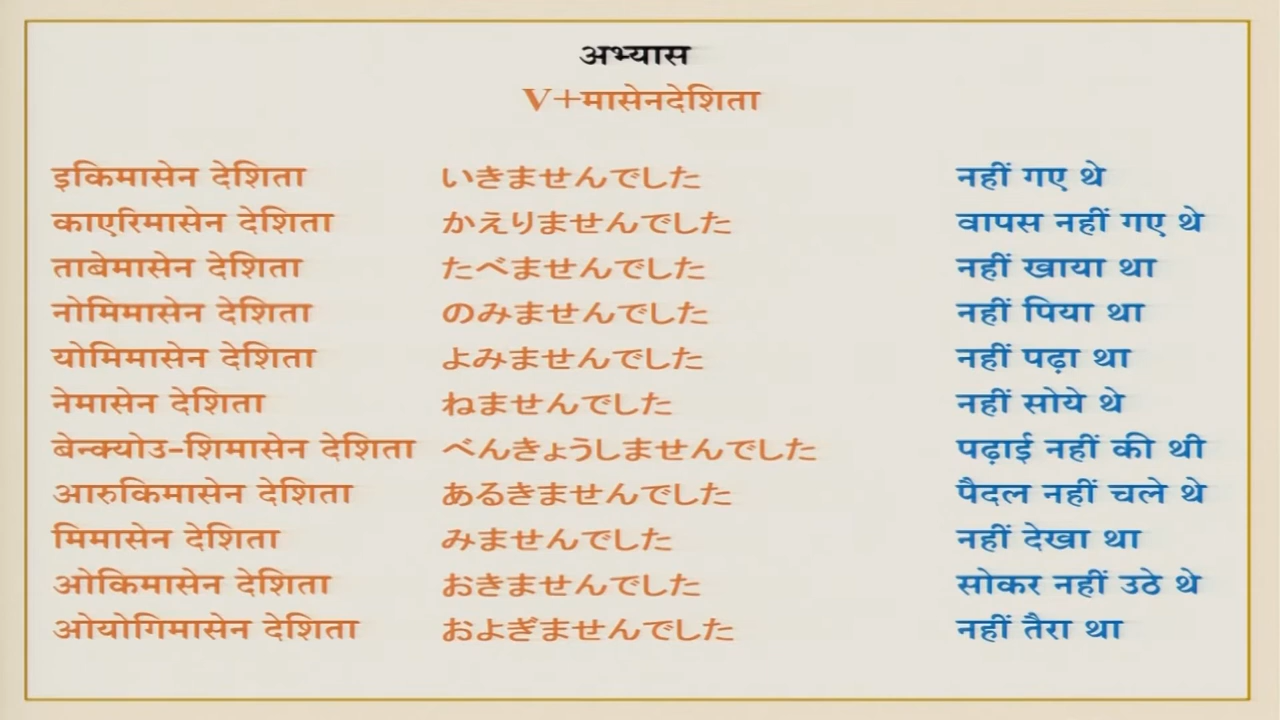 अभ्यास
V+मासेनदेशिता
इकिमासेन देशिता いきませんでした नहीं गए थे
काएरिमासेन देशिता かえりませんでした वापस नहीं गए थे
ताबेमासेन देशिता たべませんでした नहीं खाया था
नोमिमासेन देशिता のみませんでした नहीं पिया था
योमिमासेन देशिता よみませんでした नहीं पढ़ा था
नेमासेन देशिता ねませんでした नहीं सोये थे
बेन्क्योउ-शिमासेन देशिता べんきょうしませんでした पढ़ाई नहीं की थी
आरुकिमासेन देशिता あるきませんでした पैदल नहीं चले थे
मिमासेन देशिता みませんでした नहीं देखा था
ओकिमासेन देशिता おきませんでした सोकर नहीं उठे थे
ओयोगिमासेन देशिता およぎませんでした नहीं तैरा था